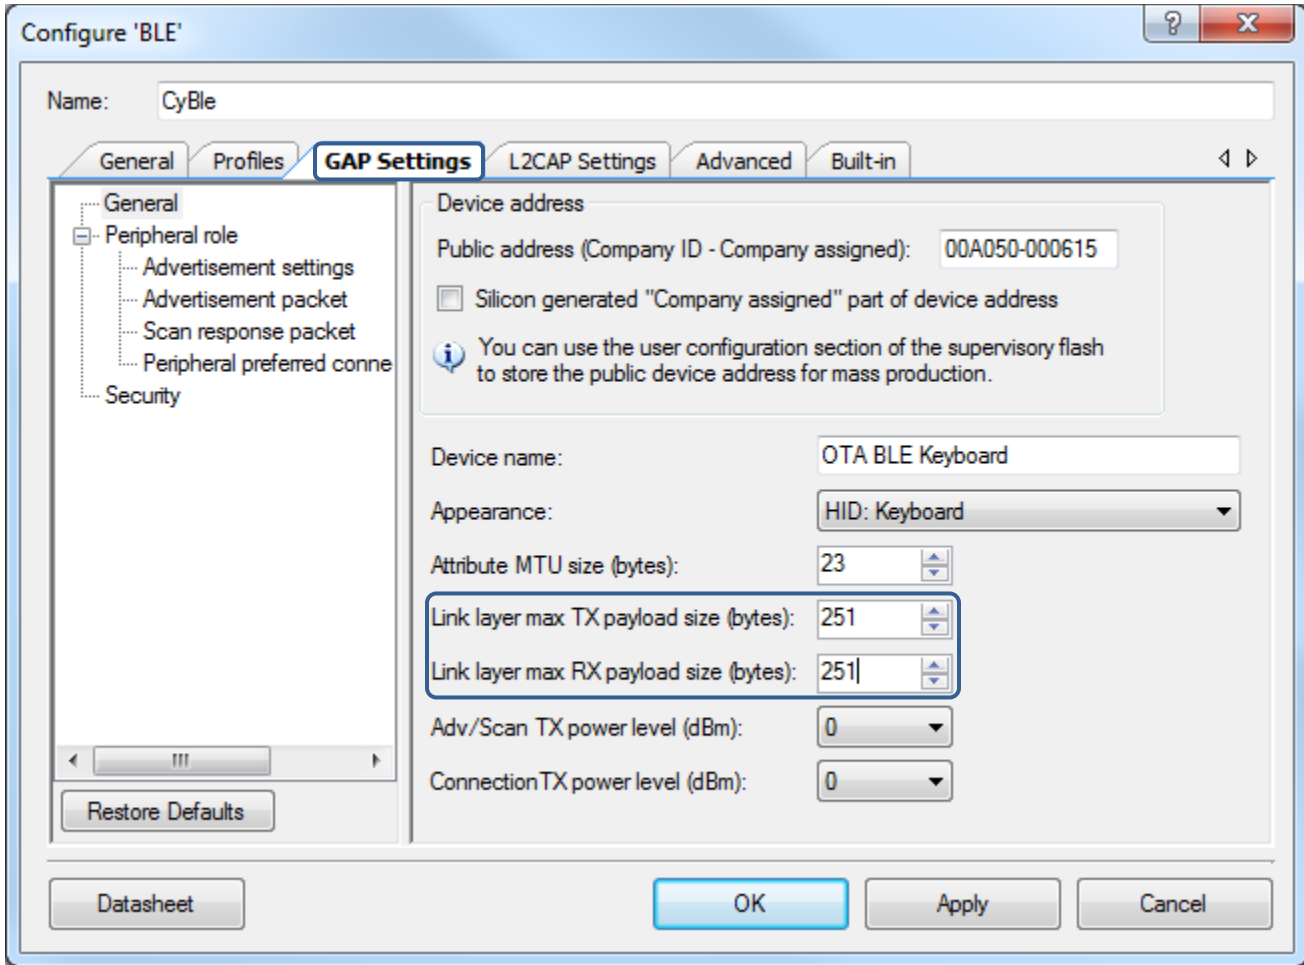 Configure 'BLE'
Name: CyBle
General Profiles GAP Settings L2CAP Settings Advanced Built-in
General
Peripheral role
Advertisement settings
Advertisement packet
Scan response packet
Peripheral preferred conne
Security
Restore Defaults
Device address
Public address (Company ID - Company assigned): 00A050-000615
Silicon generated "Company assigned" part of device address
You can use the user configuration section of the supervisory flash
to store the public device address for mass production.
Device name: OTA BLE Keyboard
Appearance: HID: Keyboard
Attribute MTU size (bytes): 23
Link layer max TX payload size (bytes): 251
Link layer max RX payload size (bytes): 251
Adv/Scan TX power level (dBm): 0
Connection TX power level (dBm): 0
Datasheet OK Apply Cancel